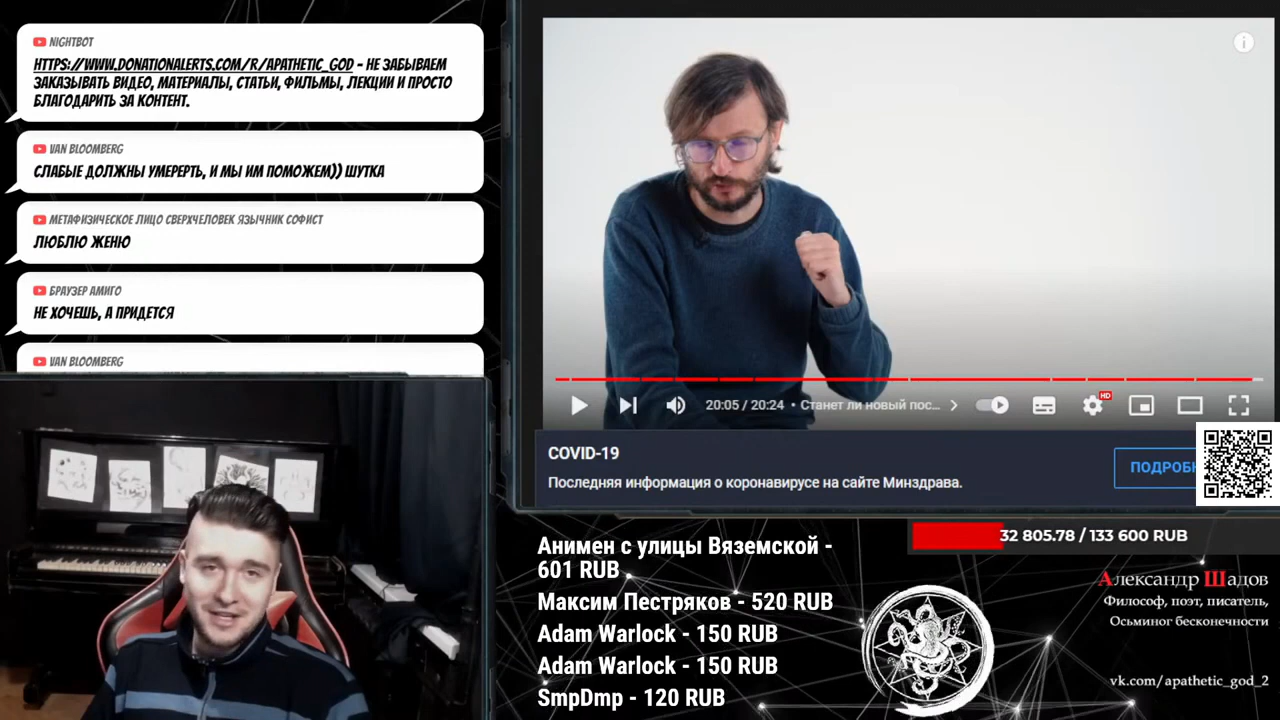 NIGHTBOT
HTTPS://WWW.DONATIONALERTS.COM/R/APATHETIC_GOD - НЕ ЗАБЫВАЕМ
ЗАКАЗЫВАТЬ ВИДЕО, МАТЕРИАЛЫ, СТАТЬИ, ФИЛЬМЫ, ЛЕКЦИИ И ПРОСТО
БЛАГОДАРИТЬ ЗА КОНТЕНТ.
VAN BLOOMBERG
СЛАБЫЕ ДОЛЖНЫ УМЕРЕРТЬ, И МЫ ИМ ПОМОЖЕМ)) ШУТКА
МЕТАФИЗИЧЕСКОЕ ЛИЦО СВЕРХЧЕЛОВЕК ЯЗЫЧНИК СОФИСТ
ЛЮБЛЮ ЖЕНЮ
БРАУЗЕР АМИГО
НЕ ХОЧЕШЬ, А ПРИДЕТСЯ
VAN BLOOMBERG
20:05 / 20:24 • Станет ли новый пос...
HD
COVID-19
Последняя информация о коронавирусе на сайте Минздрава.
ПОДРОБН
32 805.78 / 133 600 RUB
Анимен с улицы Вяземской -
601 RUB
Максим Пестряков - 520 RUB
Adam Warlock - 150 RUB
Adam Warlock - 150 RUB
SmpDmp - 120 RUB
Александр Шадов
Философ, поэт, писатель,
Осьминог бесконечности
vk.com/apathetic_god_2